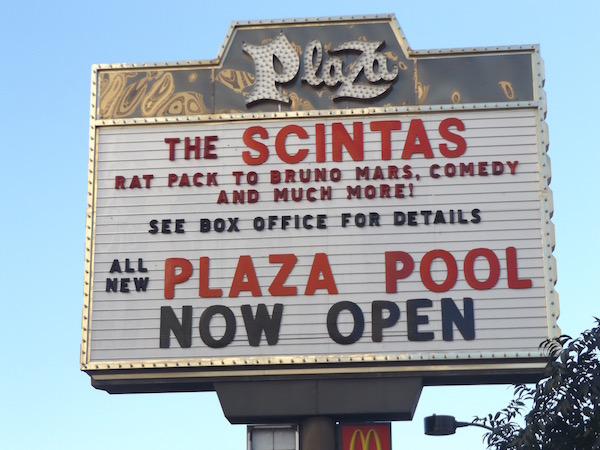 Plaza
THE SCINTAS
RAT PACK TO BRUNO MARS, COMEDY
AND MUCH MORE!
SEE BOX OFFICE FOR DETAILS
ALL NEW PLAZA POOL
NOW OPEN